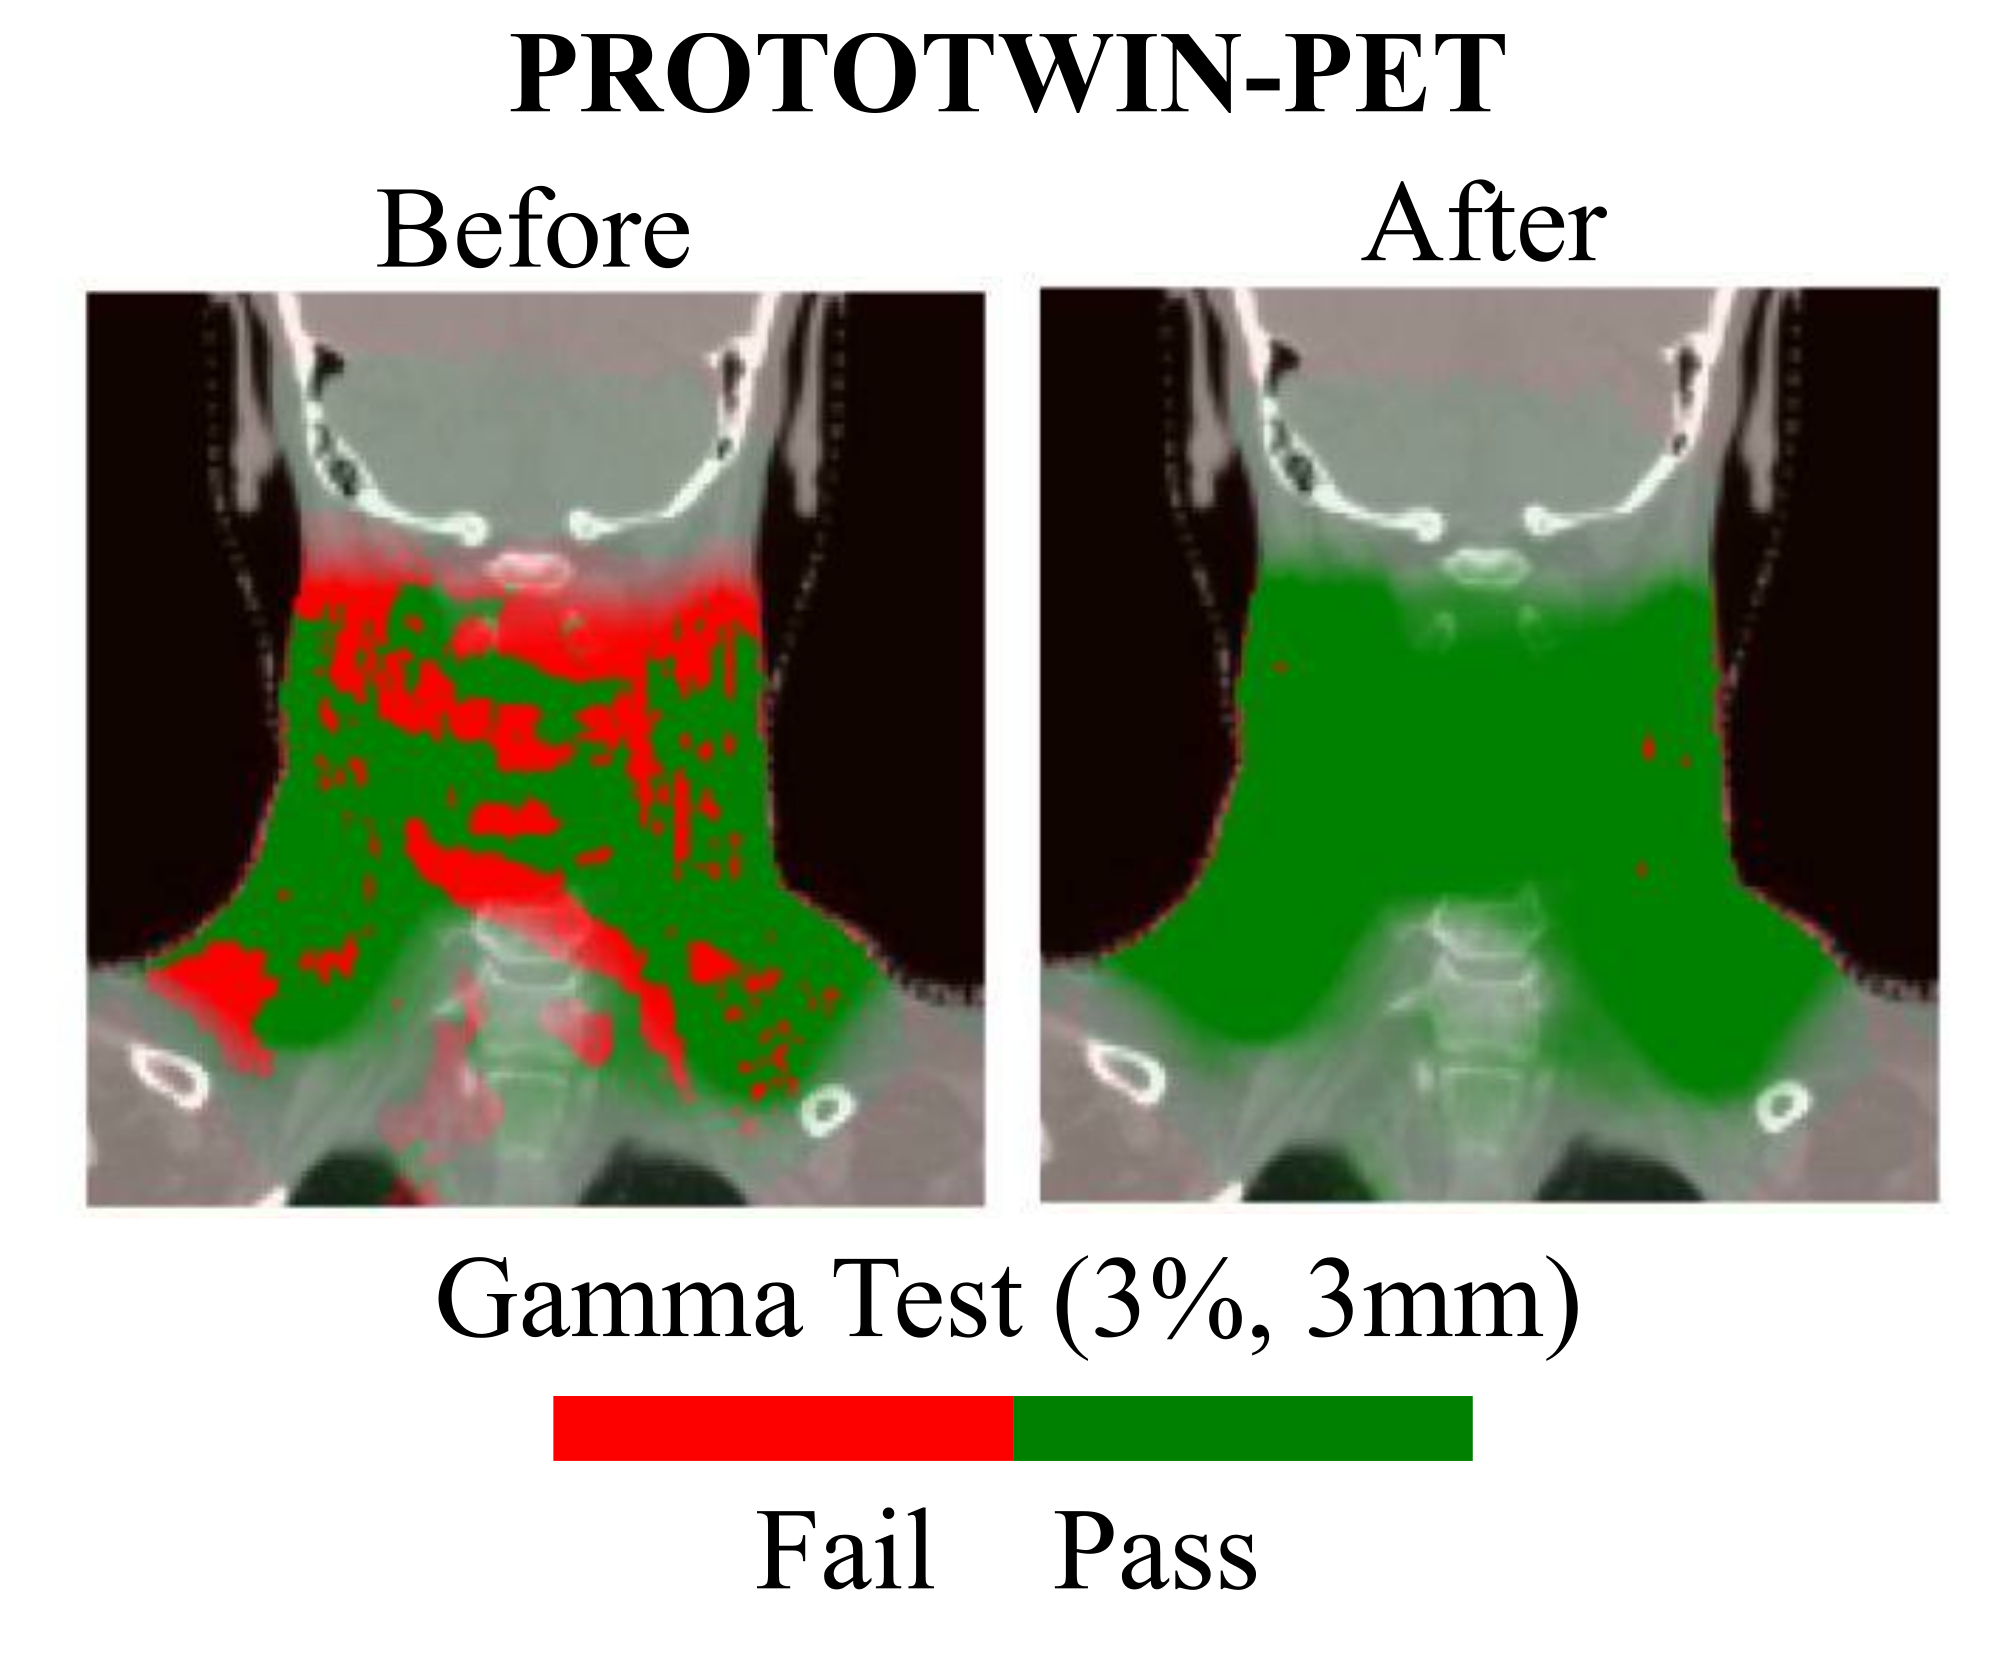 PROTOTWIN-PET
Before After
Gamma Test (3%, 3mm)
Fail Pass